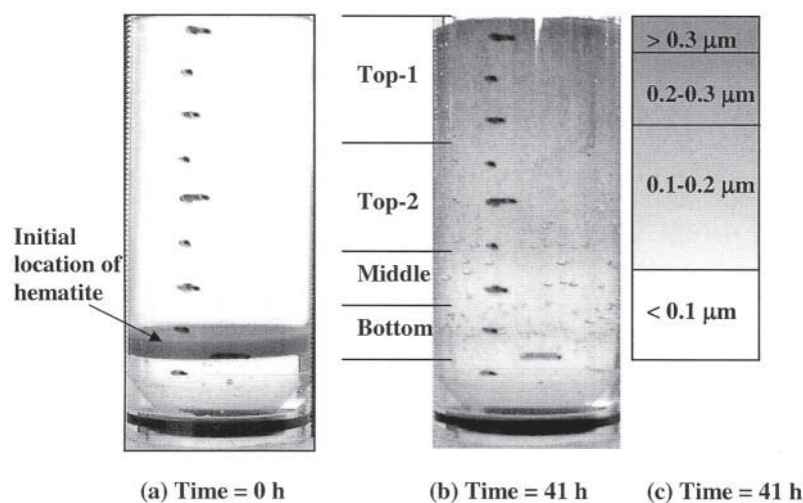 Top-1
Top-2
Middle
Bottom
Initial
location of
hematite
> 0.3 μm
0.2-0.3 μm
0.1-0.2 μm
< 0.1 μm
(a) Time = 0 h
(b) Time = 41 h
(c) Time = 41 h